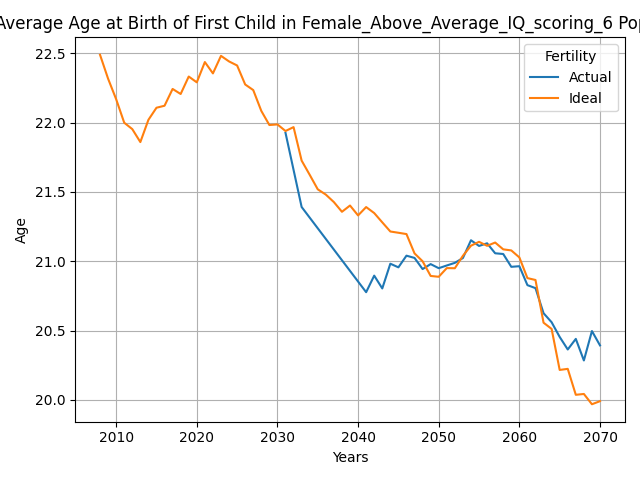 Average Age at Birth of First Child in Female_Above_Average_IQ_scoring_6 Po
22.5
22.0
21.5
21.0
20.5
20.0
Age
2010 2020 2030 2040 2050 2060 2070
Years
Fertility
Actual
Ideal